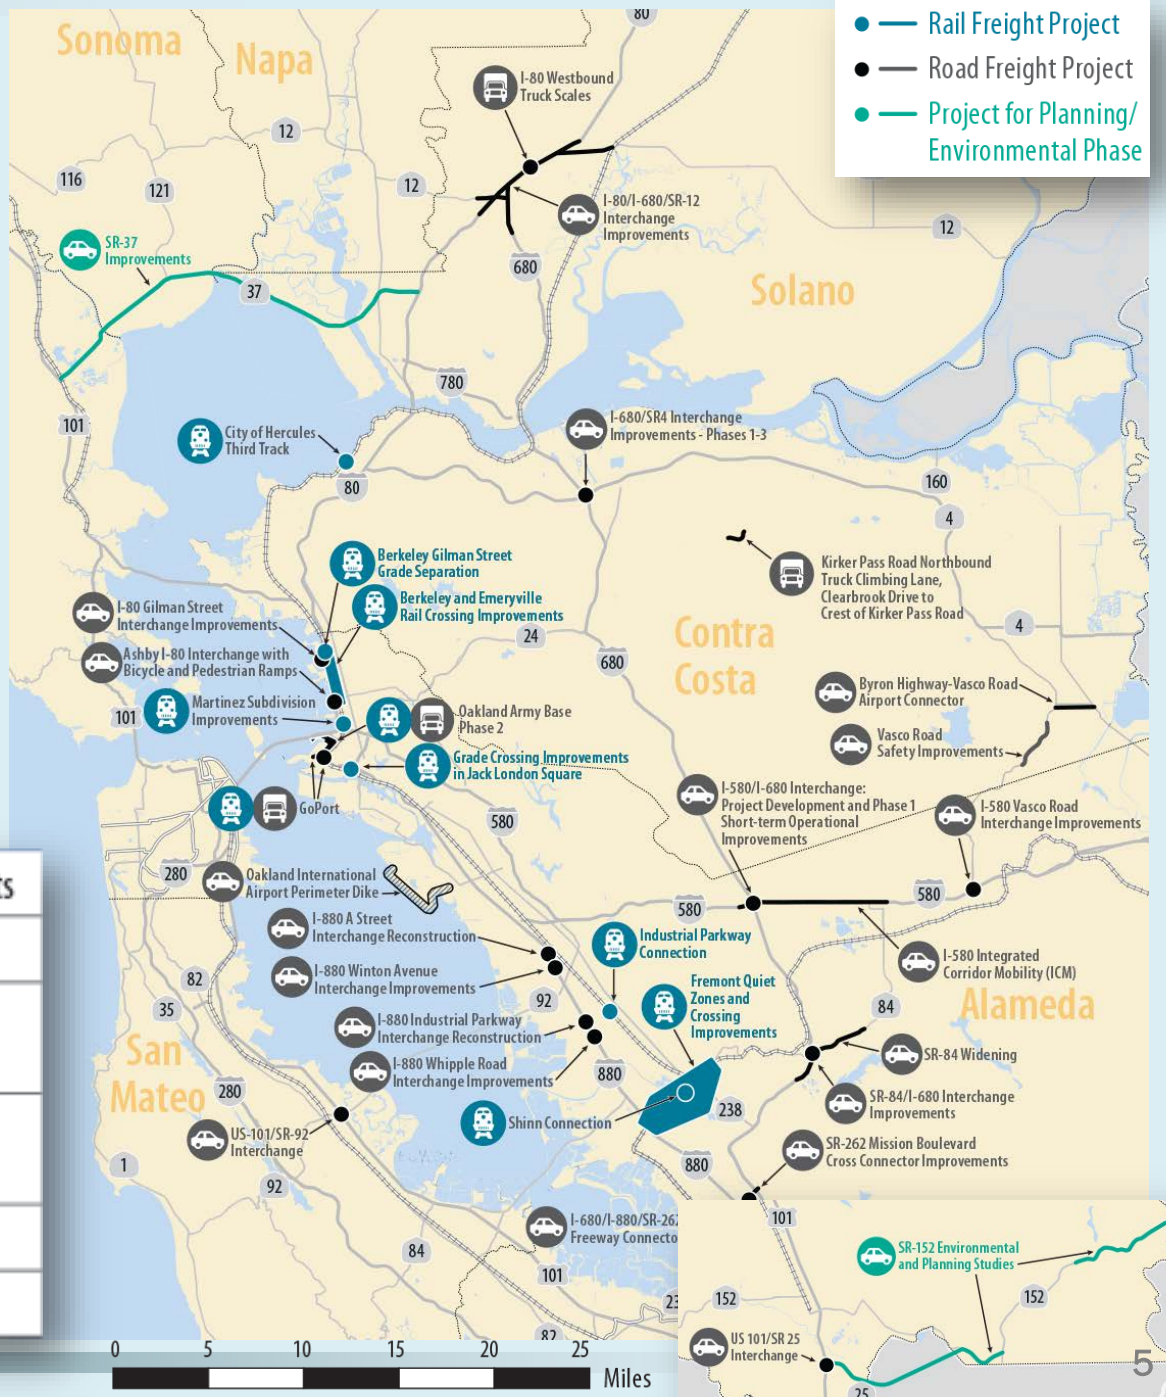 80
Rail Freight Project
Road Freight Project
Project for Planning/
Environmental Phase
Sonoma
Napa
I-80 Westbound
Truck Scales
12
116
121
12
I-80/I-680/SR-12
Interchange
Improvements
12
SR-37
Improvements
680
37
Solano
780
101
City of Hercules
Third Track
I-680/SR4 Interchange
Improvements - Phases 1-3
80
160
4
Berkeley Gilman Street
Grade Separation
Kirker Pass Road Northbound
Truck Climbing Lane,
Clearbrook Drive to
Crest of Kirker Pass Road
Berkeley and Emeryville
Rail Crossing Improvements
I-80 Gilman Street
Interchange Improvements
24
4
Contra
Costa
Ashby I-80 Interchange with
Bicycle and Pedestrian Ramps
680
Byron Highway-Vasco Road
Airport Connector
Martinez Subdivision
Improvements
101
Oakland Army Base
Phase 2
Vasco Road
Safety Improvements
Grade Crossing Improvements
in Jack London Square
I-580/I-680 Interchange:
Project Development and Phase 1
Short-term Operational
Improvements
GoPort
580
I-580 Vasco Road
Interchange Improvements
280
Oakland International
Airport Perimeter Dike
ts
580
580
I-880 A Street
Interchange Reconstruction
Industrial Parkway
Connection
I-580 Integrated
Corridor Mobility (ICM)
I-880 Winton Avenue
Interchange Improvements
82
Fremont Quiet
Zones and
Crossing
Improvements
92
35
84
Alameda
I-880 Industrial Parkway
Interchange Reconstruction
San
Mateo
SR-84 Widening
I-880 Whipple Road
Interchange Improvements
880
280
SR-84/I-680 Interchange
Improvements
238
Shinn Connection
US-101/SR-92
Interchange
SR-262 Mission Boulevard
Cross Connector Improvements
1
880
92
101
I-680/I-880/SR-262
Freeway Connecto
84
SR-152 Environmental
and Planning Studies
101
152
152
23
82
US 101/SR 25
Interchange
25
0 5 10 15 20 25
Miles
5